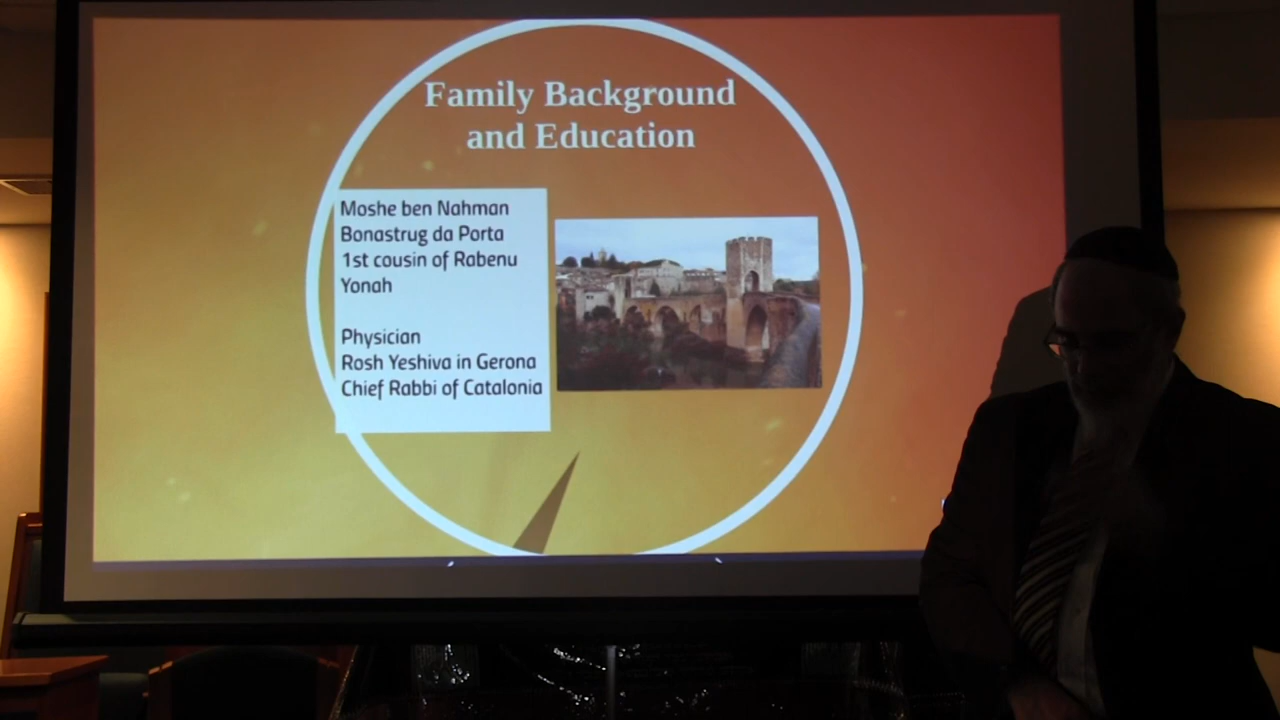 Family Background
and Education
Moshe ben Nahman
Bonastrug da Porta
1st cousin of Rabenu
Yonah
Physician
Rosh Yeshiva in Gerona
Chief Rabbi of Catalonia